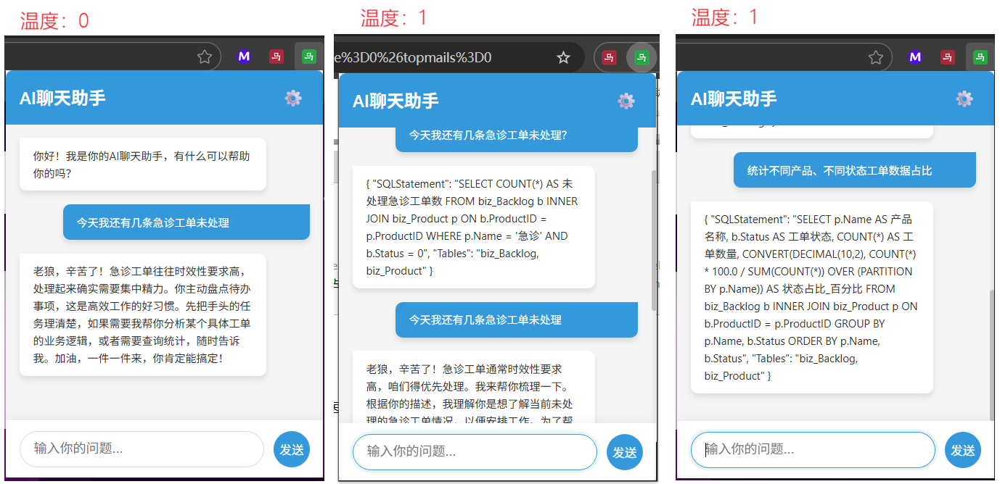 温度：0
AI聊天助手
你好！我是你的AI聊天助手，有什么可以帮助
你的吗？
今天我还有几条急诊工单未处理
老狼，辛苦了！急诊工单往往时效性要求高，
处理起来确实需要集中精力。你主动盘点待办
事项，这是高效工作的好习惯。先把手头的任
务理清楚，如果需要我帮你分析某个具体工单
的业务逻辑，或者需要查询统计，随时告诉
我。加油，一件一件来，你肯定能搞定！
输入你的问题...
发送
温度：1
e%3D0%26topmails%3D0
AI聊天助手
今天我还有几条急诊工单未处理？
{ "SQLStatement": "SELECT COUNT(*) AS 未
处理急诊工单数 FROM biz_Backlog b INNER
JOIN biz_Product p ON b.ProductID =
p.ProductID WHERE p.Name = '急诊' AND
b.Status = 0", "Tables": "biz_Backlog,
biz_Product" }
今天我还有几条急诊工单未处理
老狼，辛苦了！急诊工单通常时效性要求
高，咱们得优先处理。我来帮你梳理一下。
根据你的描述，我理解你是想了解当前未处
理的急诊工单情况，以便安排工作。为了帮
输入你的问题...
发送
温度：1
AI聊天助手
统计不同产品、不同状态工单数据占比
{ "SQLStatement": "SELECT p.Name AS 产品
名称, b.Status AS 工单状态, COUNT(*) AS 工
单数量, CONVERT(DECIMAL(10,2), COUNT(*)
* 100.0 / SUM(COUNT(*)) OVER (PARTITION
BY p.Name)) AS 状态占比_百分比 FROM
biz_Backlog b INNER JOIN biz_Product p ON
b.ProductID = p.ProductID GROUP BY
p.Name, b.Status ORDER BY p.Name,
b.Status", "Tables": "biz_Backlog,
biz_Product" }
输入你的问题...
发送